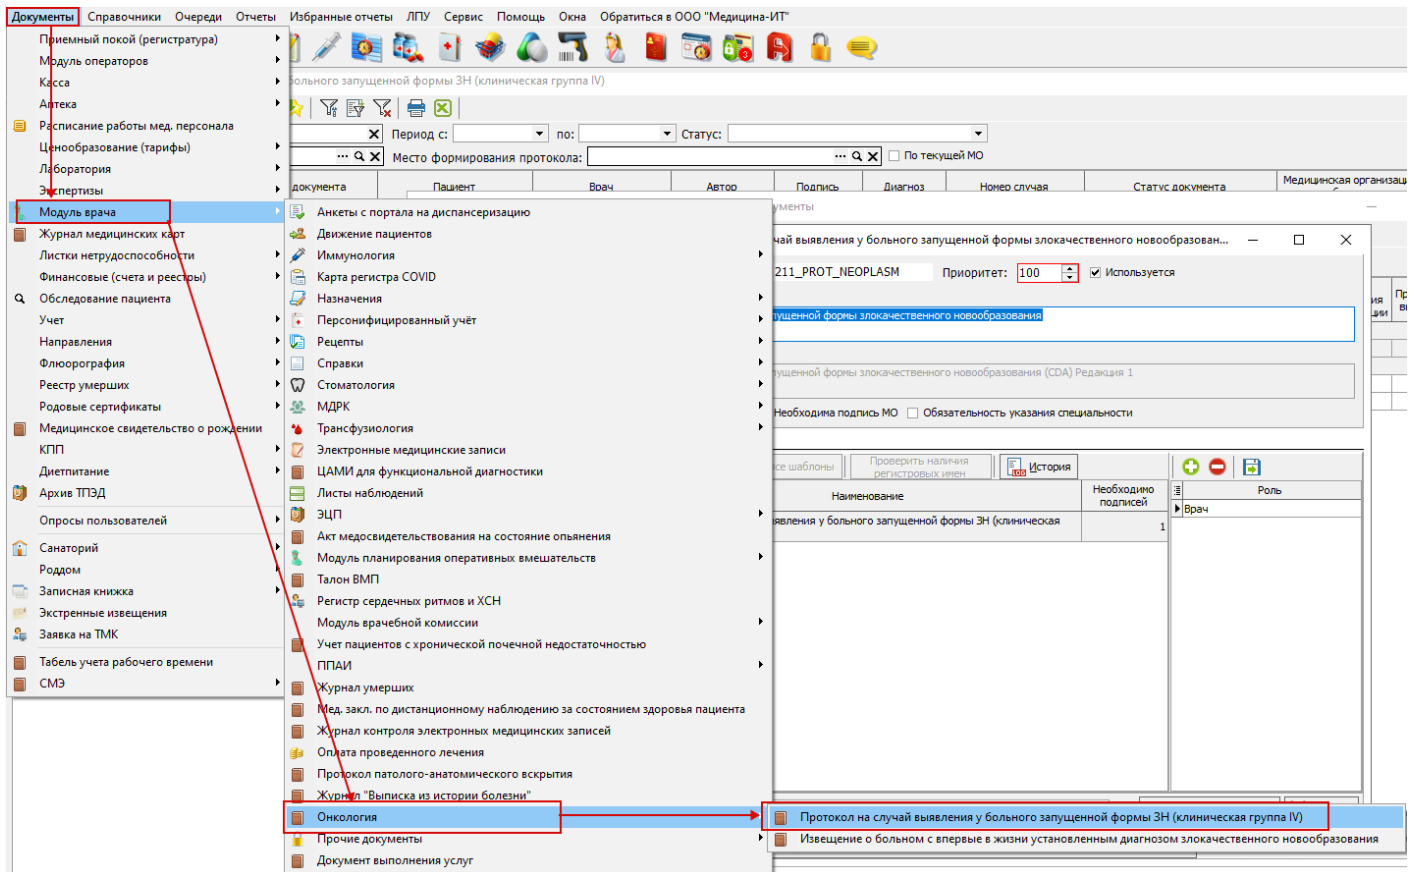 Документы Справочники Очереди Отчеты Избранные отчеты ЛПУ Сервис Помощь Окна Обратиться в ООО "Медицина-ИТ"
Приемный покой (регистратура)
Модуль операторов
Касса
Аптека
Расписание работы мед. персонала
Ценообразование (тарифы)
Лаборатория
Экспертизы
Модуль врача
Журнал медицинских карт
Листки нетрудоспособности
Финансовые (счета и реестры)
Обследование пациента
Учет
Направления
Флюорография
Реестр умерших
Родовые сертификаты
Медицинское свидетельство о рождении
КПП
Диетпитание
Архив ТПЭД
Опросы пользователей
Санаторий
Роддом
Записная книжка
Экстренные извещения
Заявка на ТМК
Табель учета рабочего времени
СМЭ
больного запущенной формы ЗН (клиническая группа IV)
Период с: по: Статус:
Место формирования протокола: По текущей МО
документа Пациент Врач Автор Подпись Диагноз Номер случая Статус документа Медицинская организаци
Анкеты с портала на диспансеризацию
Движение пациентов
Иммунология
Карта регистра COVID
Назначения
Персонифицированный учёт
Рецепты
Справки
Стоматология
МДРК
Трансфузиология
Электронные медицинские записи
ЦАМИ для функциональной диагностики
Листы наблюдений
ЭЦП
Акт медосвидетельствования на состояние опьянения
Модуль планирования оперативных вмешательств
Талон ВМП
Регистр сердечных ритмов и ХСН
Модуль врачебной комиссии
Учет пациентов с хронической почечной недостаточностью
ППАИ
Журнал умерших
Мед. закл. по дистанционному наблюдению за состоянием здоровья пациента
Журнал контроля электронных медицинских записей
Оплата проведенного лечения
Протокол патолого-анатомического вскрытия
Журнал "Выписка из истории болезни"
Онкология
Прочие документы
Документ выполнения услуг
ументы
чай выявления у больного запущенной формы злокачественного новообразован...
211_PROT_NEOPLASM Приоритет: 100 Используется
пущенной формы злокачественного новообразования
пущенной формы злокачественного новообразования (CDA) Редакция 1
Необходима подпись МО Обязательность указания специальности
се шаблоны Проверить наличия регистровых имен История
Наименование Необходимо подписей Роль
явления у больного запущенной формы ЗН (клиническая 1 Врач
Протокол на случай выявления у больного запущенной формы ЗН (клиническая группа IV)
Извещение о больном с впервые в жизни установленным диагнозом злокачественного новообразования